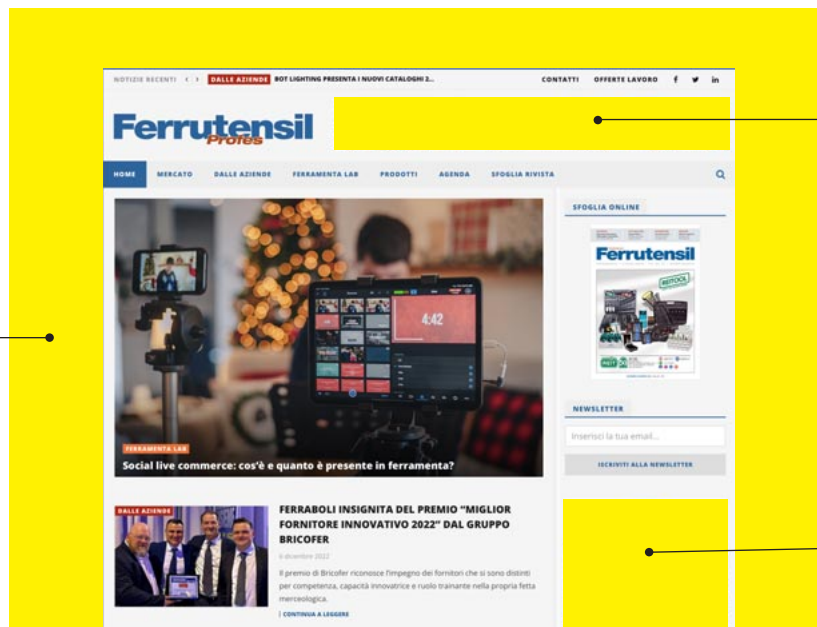 NOTIZIE RECENTI ‹ › DALLE AZIENDE BOT LIGHTING PRESENTA I NUOVI CATALOGHI 2... CONTATTI OFFERTE LAVORO
Ferrutensil
Profes
HOME MERCATO DALLE AZIENDE FERRAMENTA LAB PRODOTTI AGENDA SFOGLIA RIVISTA
SFOGLIA ONLINE
Ferrutensil
REITOOL
4:42
FERRAMENTA LAB
Social live commerce: cos'è e quanto è presente in ferramenta?
NEWSLETTER
Inserisci la tua email...
ISCRIVITI ALLA NEWSLETTER
DALLE AZIENDE
FERRABOLI INSIGNITA DEL PREMIO “MIGLIOR
FORNITORE INNOVATIVO 2022” DAL GRUPPO
BRICOFER
6 dicembre 2022
Il premio di Bricofer riconosce l'impegno dei fornitori che si sono distinti
per competenza, capacità innovatrice e ruolo trainante nella propria fetta
merceologica.
| CONTINUA A LEGGERE